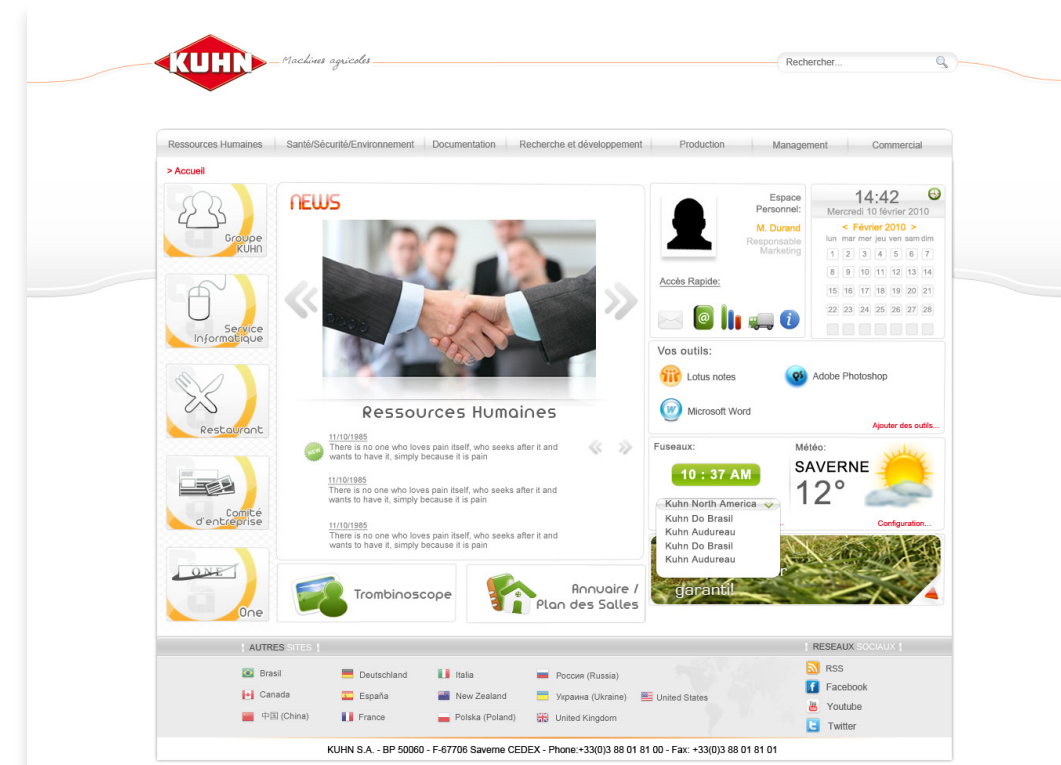 KUHN
Machines agricoles
Rechercher...
Ressources Humaines
Santé/Sécurité/Environnement
Documentation
Recherche et développement
Production
Management
Commercial
> Accueil
Groupe
KUHN
Service
Informatique
Restaurant
Comité
d'entreprise
ONE
One
NEWS
Ressources Humaines
11/10/1985
NEW
There is no one who loves pain itself, who seeks after it and
wants to have it, simply because it is pain
11/10/1985
There is no one who loves pain itself, who seeks after it and
wants to have it, simply because it is pain
11/10/1985
There is no one who loves pain itself, who seeks after it and
wants to have it, simply because it is pain
Trombinoscope
Annuaire /
Plan des Salles
Espace
Personnel:
M. Durand
Responsable
Marketing
Accès Rapide:
14:42
Mercredi 10 février 2010
< Février 2010 >
lun mar mer jeu ven sam dim
1 2 3 4 5 6 7
8 9 10 11 12 13 14
15 16 17 18 19 20 21
22 23 24 25 26 27 28
Vos outils:
Lotus notes
Adobe Photoshop
Microsoft Word
Ajouter des outils...
Fuseaux:
10 : 37 AM
Kuhn North America
Kuhn Do Brasil
Kuhn Audureau
Kuhn Do Brasil
Kuhn Audureau
Météo:
SAVERNE
12°
Configuration...
garanti!
AUTRES SITES
RESEAUX SOCIAUX
Brasil
Deutschland
Italia
Россия (Russia)
Canada
España
New Zealand
Украина (Ukraine)
United States
中国 (China)
France
Polska (Poland)
United Kingdom
RSS
Facebook
Youtube
Twitter
KUHN S.A. - BP 50060 - F-67706 Saverne CEDEX - Phone:+33(0)3 88 01 81 00 - Fax: +33(0)3 88 01 81 01